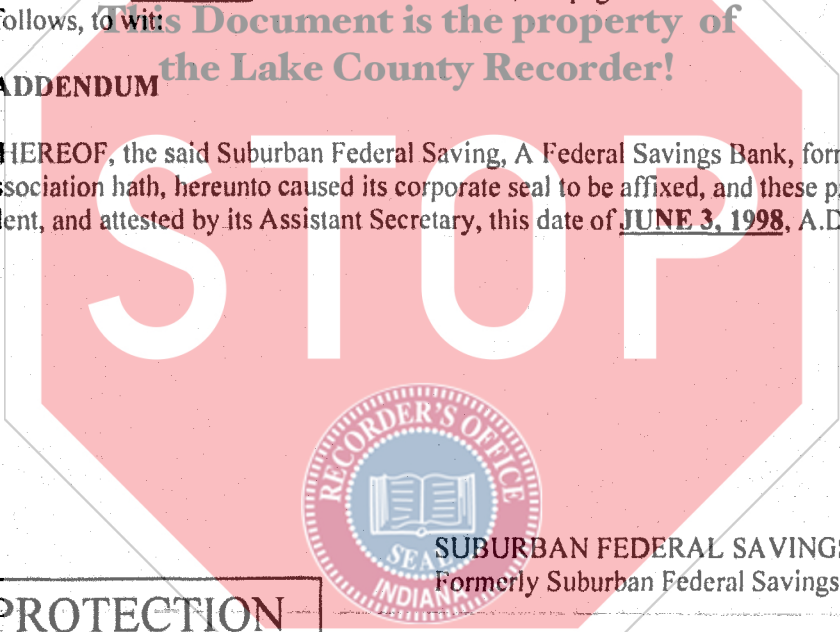 follows, to wit:
This Document is the property of
the Lake County Recorder!
ADDENDUM
STOP
HEREOF, the said Suburban Federal Saving, A Federal Savings Bank, for
ssociation hath, hereunto caused its corporate seal to be affixed, and these p
ent, and attested by its Assistant Secretary, this date of JUNE 3, 1998, A.D
RECORDER'S OFFICE
SEAL
INDIANA
SUBURBAN FEDERAL SAVINGS
Formerly Suburban Federal Savings
PROTECTION